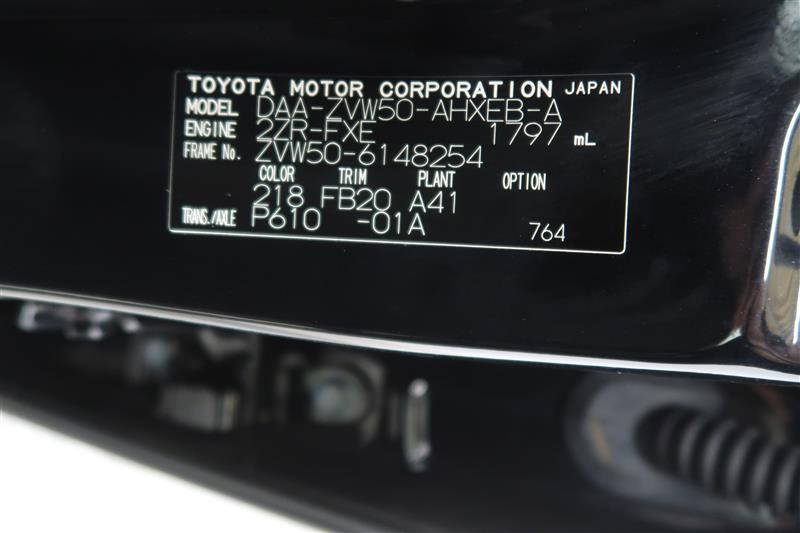 TOYOTA MOTOR CORPORATION JAPAN
MODEL DAA-ZVW50-AHXEB-A
ENGINE 2ZR-FXE 1797 mL
FRAME No. ZVW50-6148254
COLOR TRIM PLANT OPTION
218 FB20 A41
TRANS./AXLE P610 -01A 764